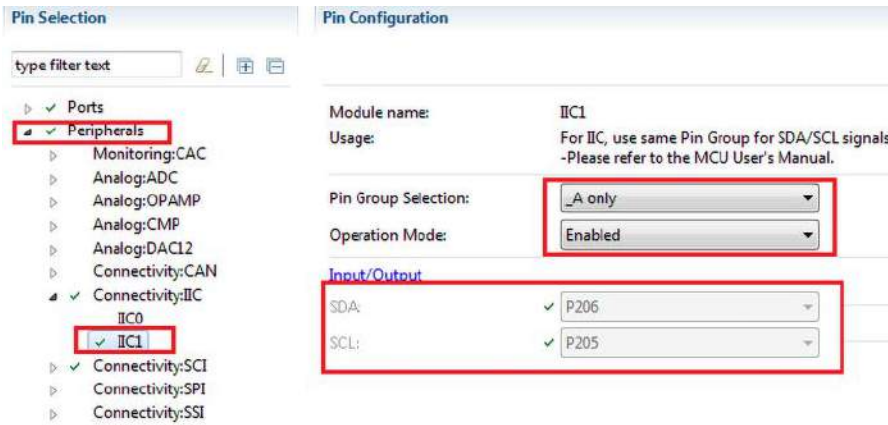 Pin Selection
Pin Configuration
type filter text
Ports
Peripherals
Monitoring:CAC
Analog:ADC
Analog:OPAMP
Analog:CMP
Analog:DAC12
Connectivity:CAN
Connectivity:IIC
IIC0
IIC1
Connectivity:SCI
Connectivity:SPI
Connectivity:SSI
Module name: IIC1
Usage: For IIC, use same Pin Group for SDA/SCL signals
-Please refer to the MCU User's Manual.
Pin Group Selection: _A only
Operation Mode: Enabled
Input/Output
SDA: P206
SCL: P205